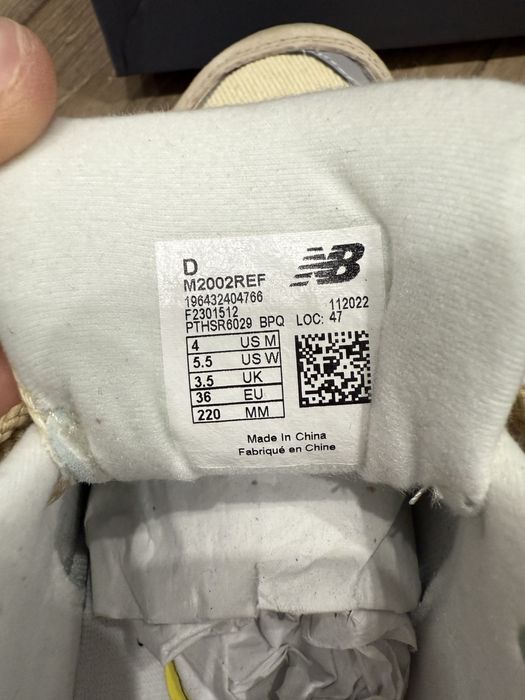 D
NB
M2002REF
196432404766
F2301512
112022
PTHSR6029 BPQ LOC: 47
4 US M
5.5 US W
3.5 UK
36 EU
220 MM
Made In China
Fabriqué en Chine